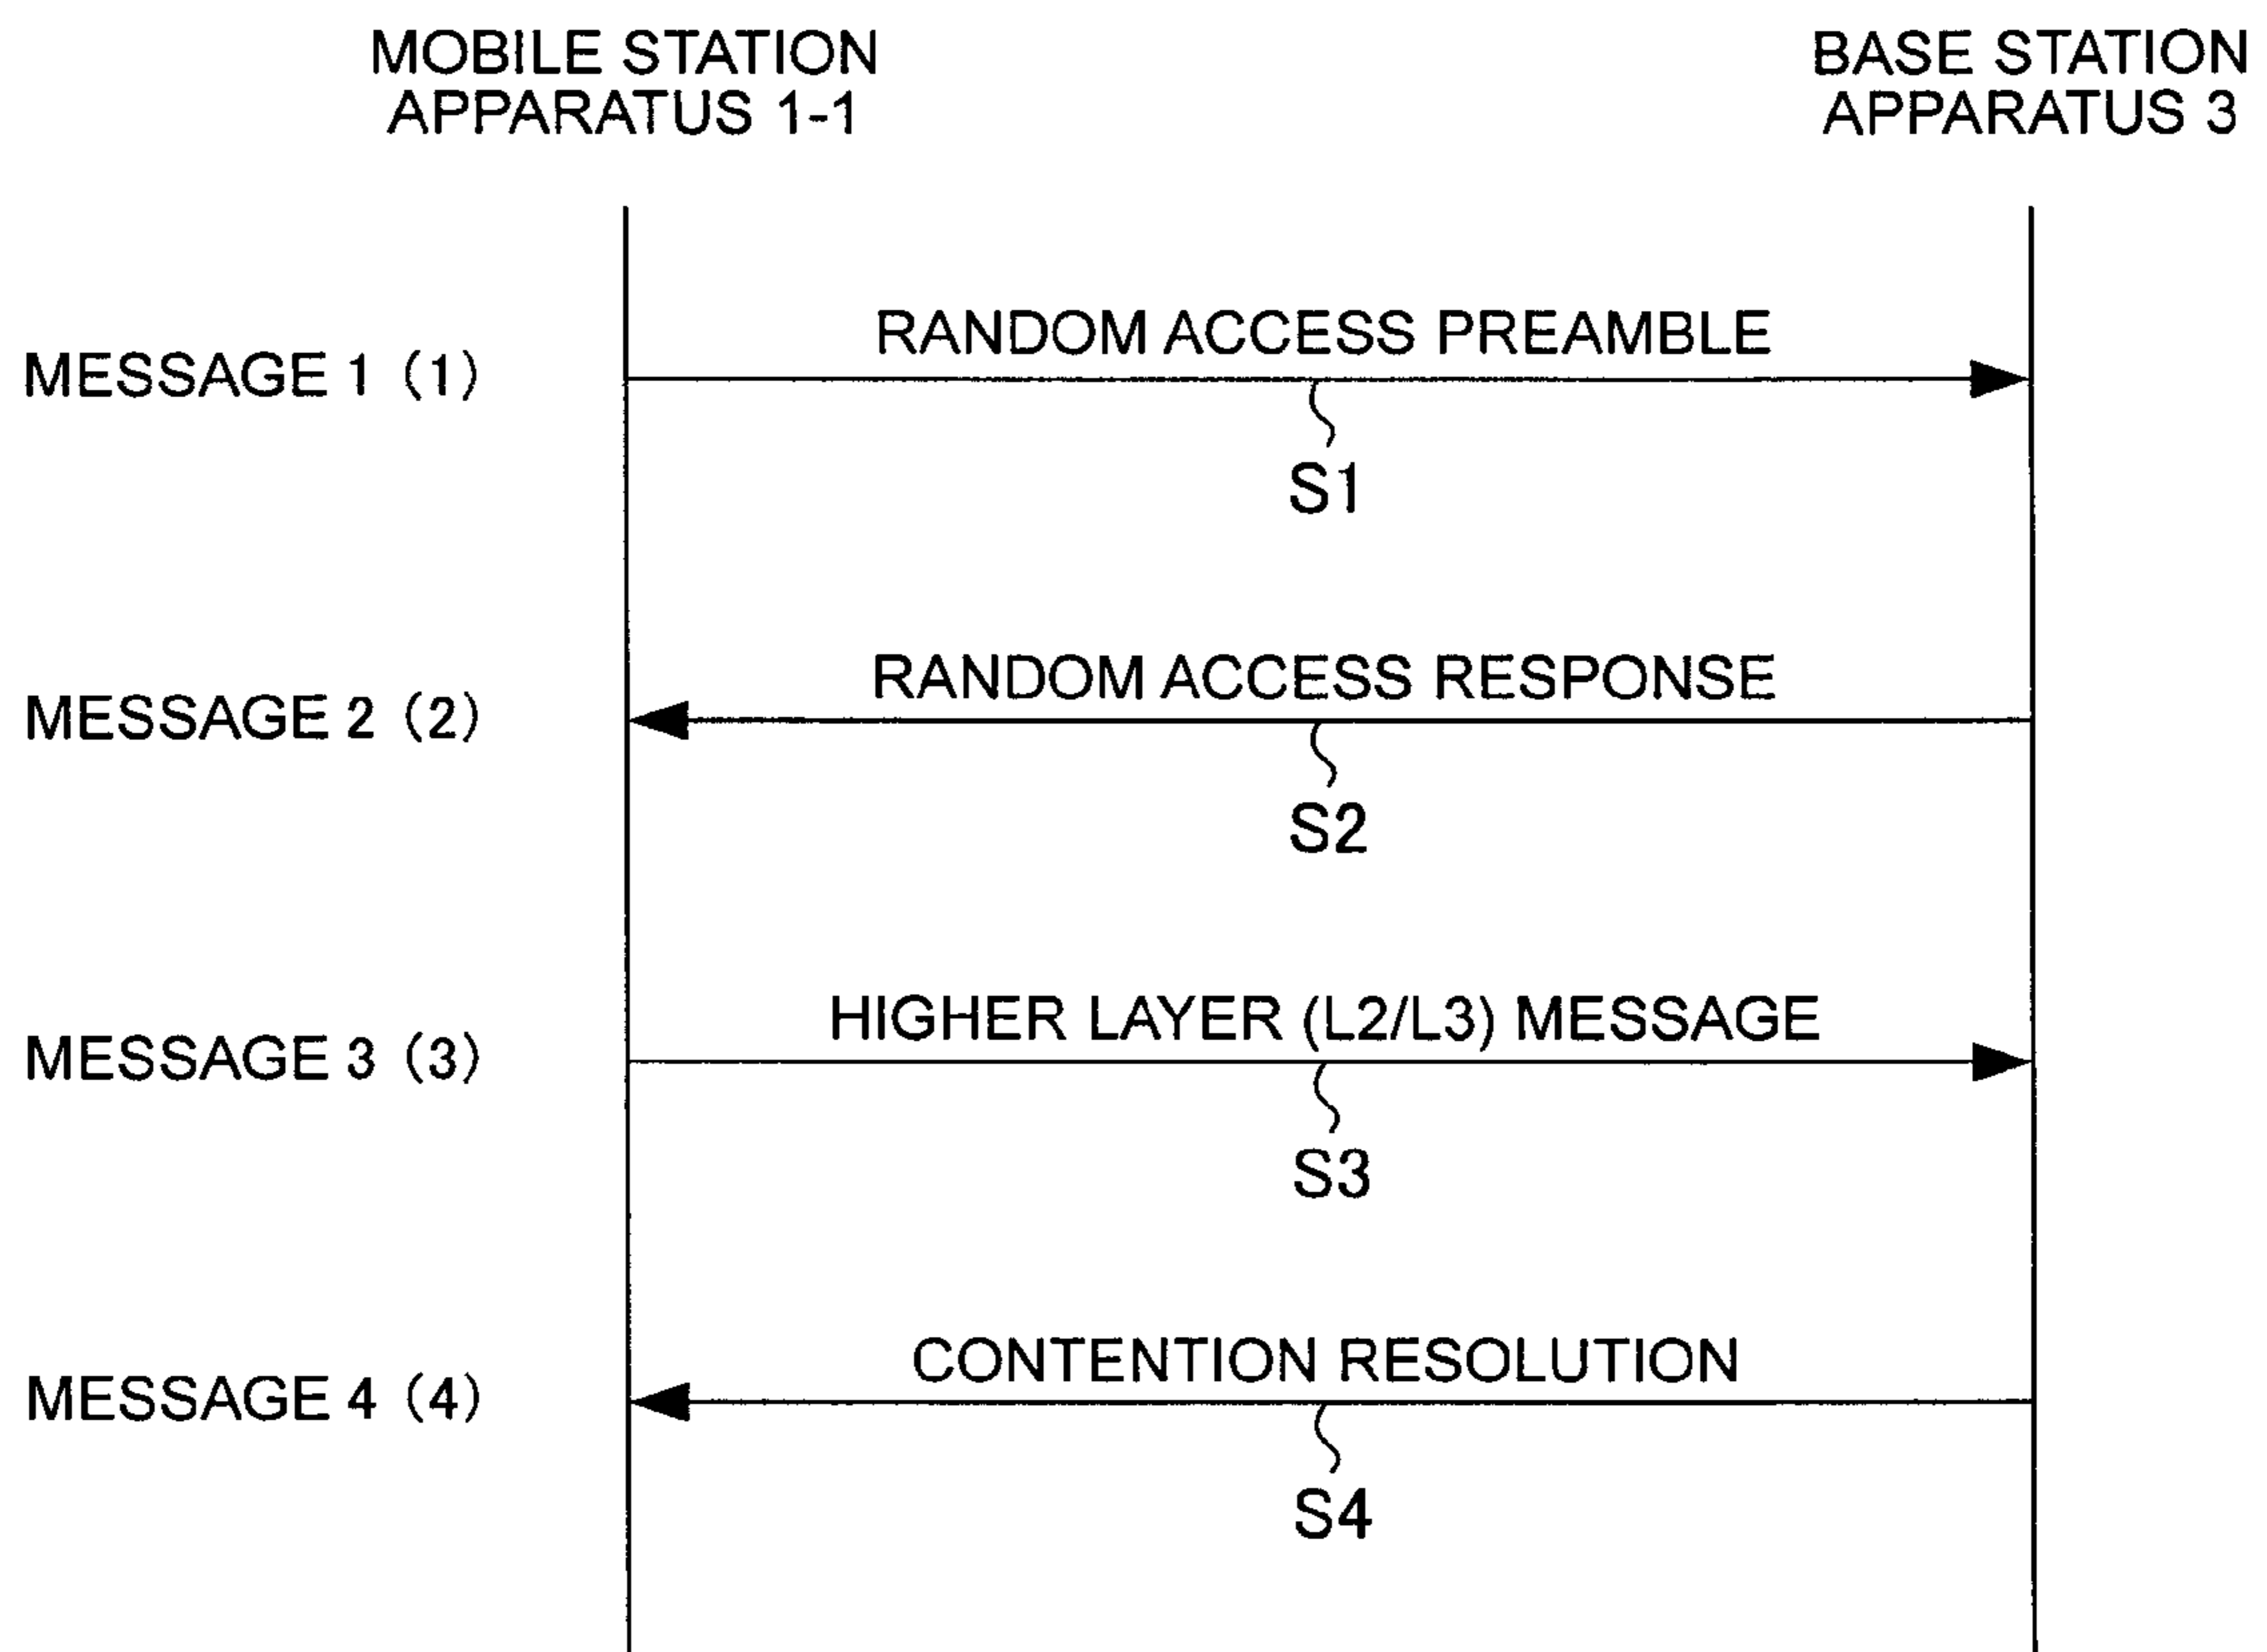 MOBILE STATION
APPARATUS 1-1
BASE STATION
APPARATUS 3
RANDOM ACCESS PREAMBLE
MESSAGE 1 (1)
S1
RANDOM ACCESS RESPONSE
MESSAGE 2 (2)
S2
HIGHER LAYER (L2/L3) MESSAGE
MESSAGE 3 (3)
S3
CONTENTION RESOLUTION
MESSAGE 4 (4)
S4